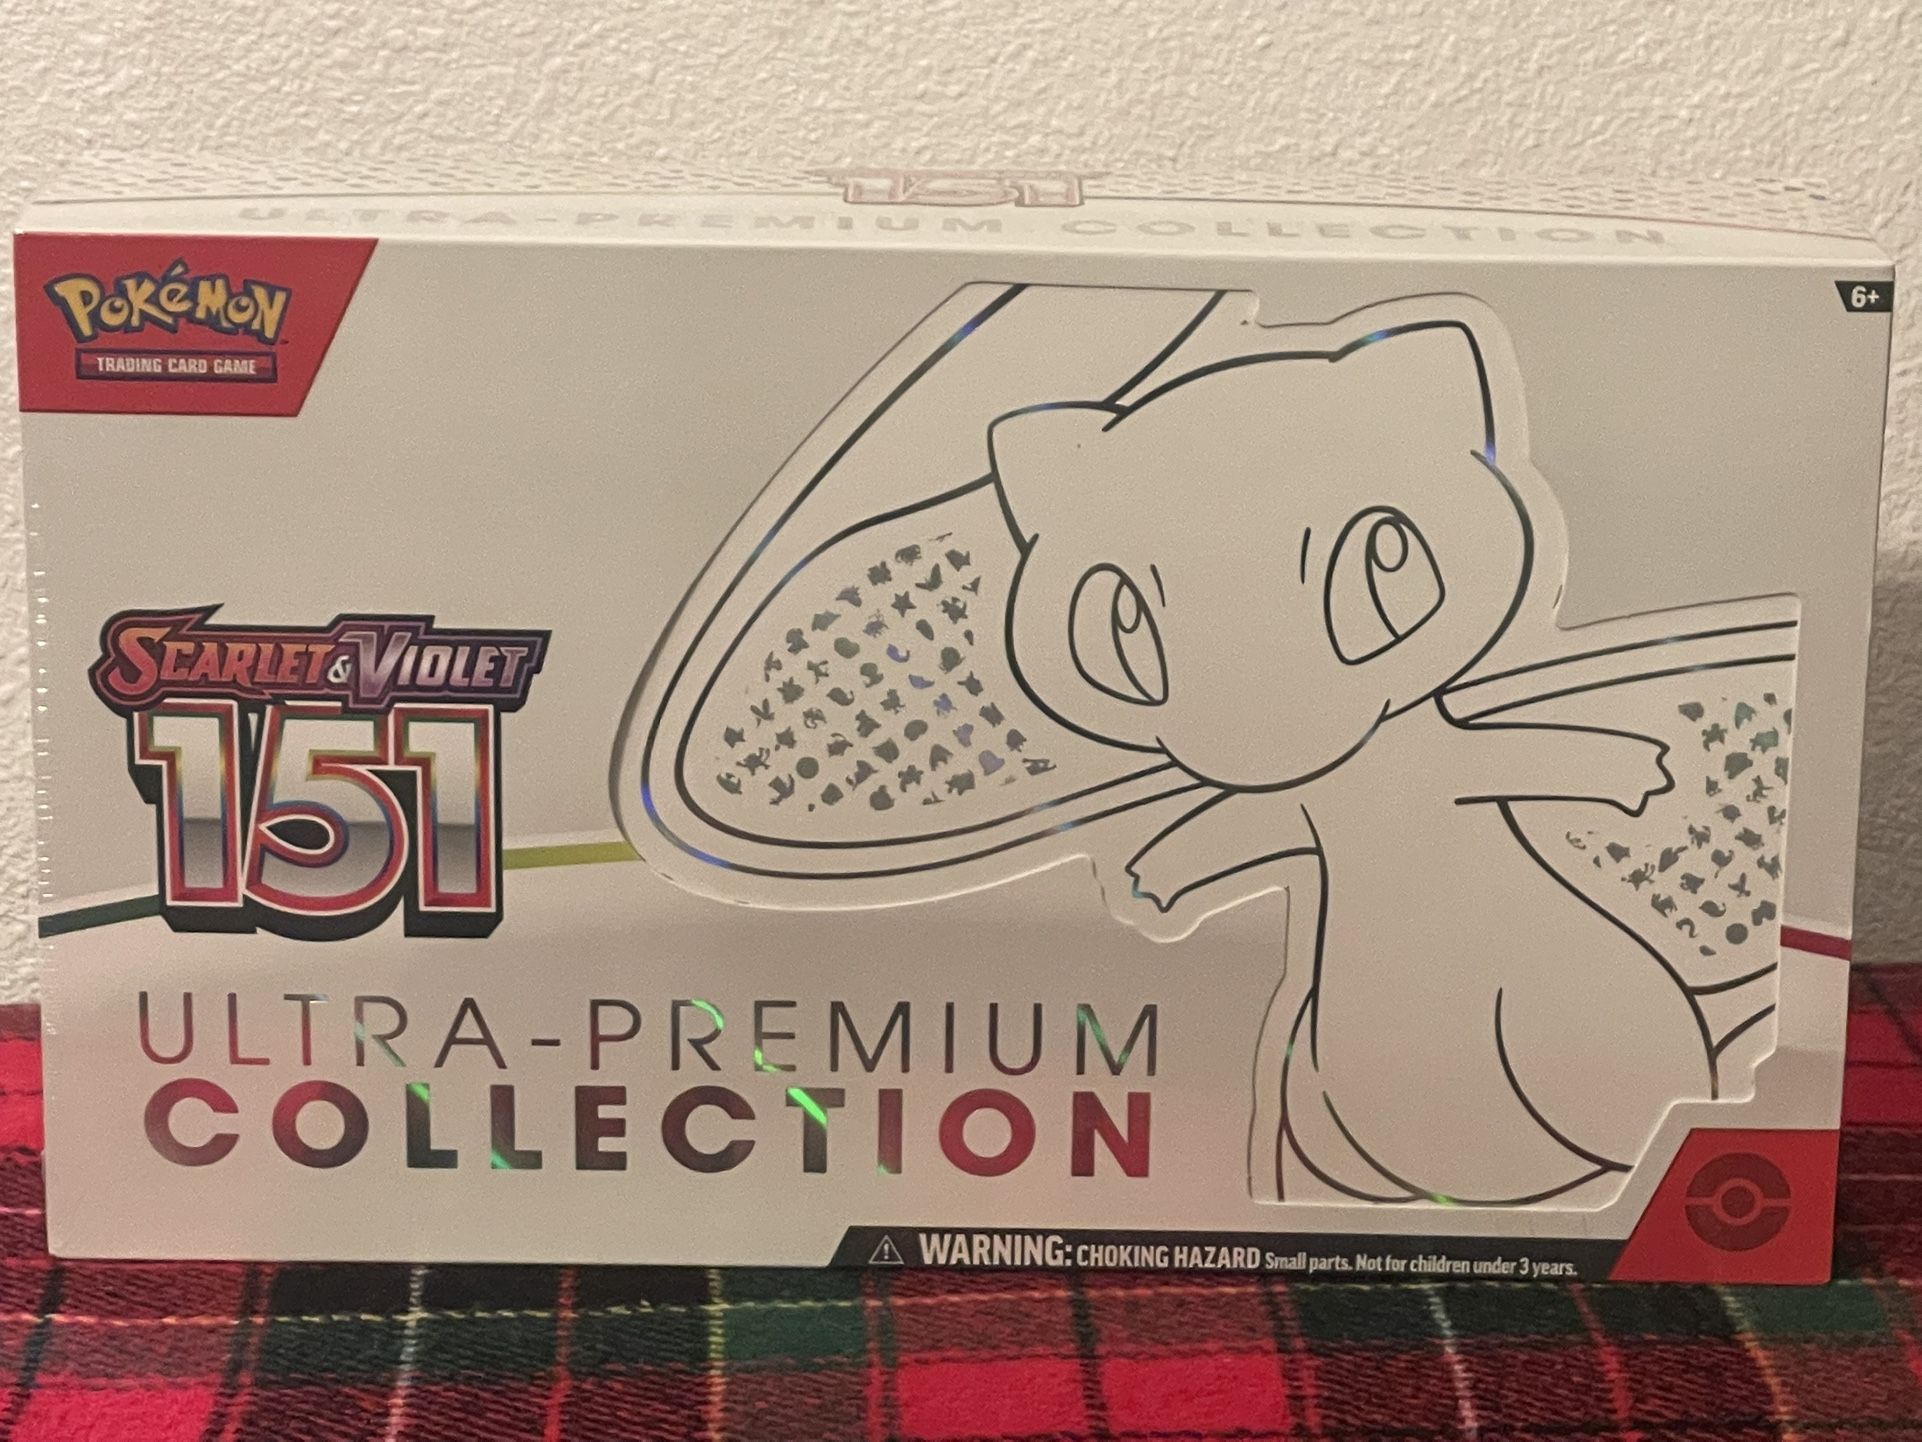 151
ULTRA-PREMIUM COLLECTION
POKéMON
TRADING CARD GAME
6+
SCARLET & VIOLET
151
ULTRA-PREMIUM
COLLECTION
WARNING: CHOKING HAZARD Small parts. Not for children under 3 years.